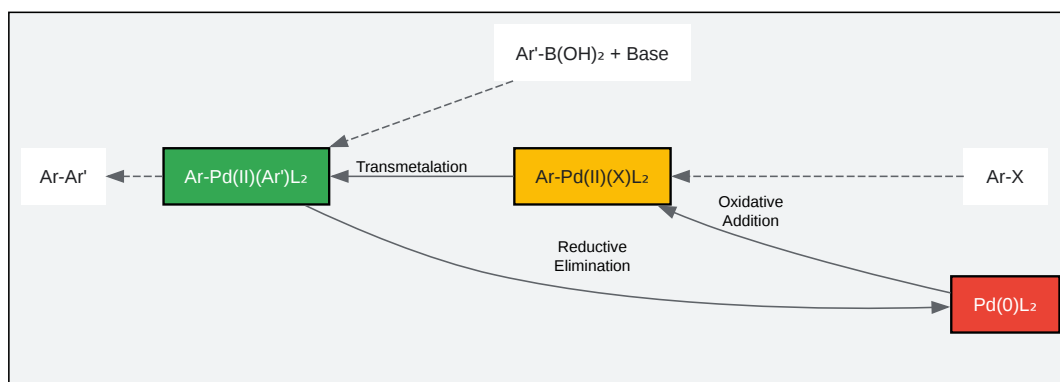 Ar'-B(OH)₂ + Base
Ar-Ar'
Ar-Pd(II)(Ar')L₂
Transmetalation
Ar-Pd(II)(X)L₂
Ar-X
Oxidative
Addition
Reductive
Elimination
Pd(0)L₂